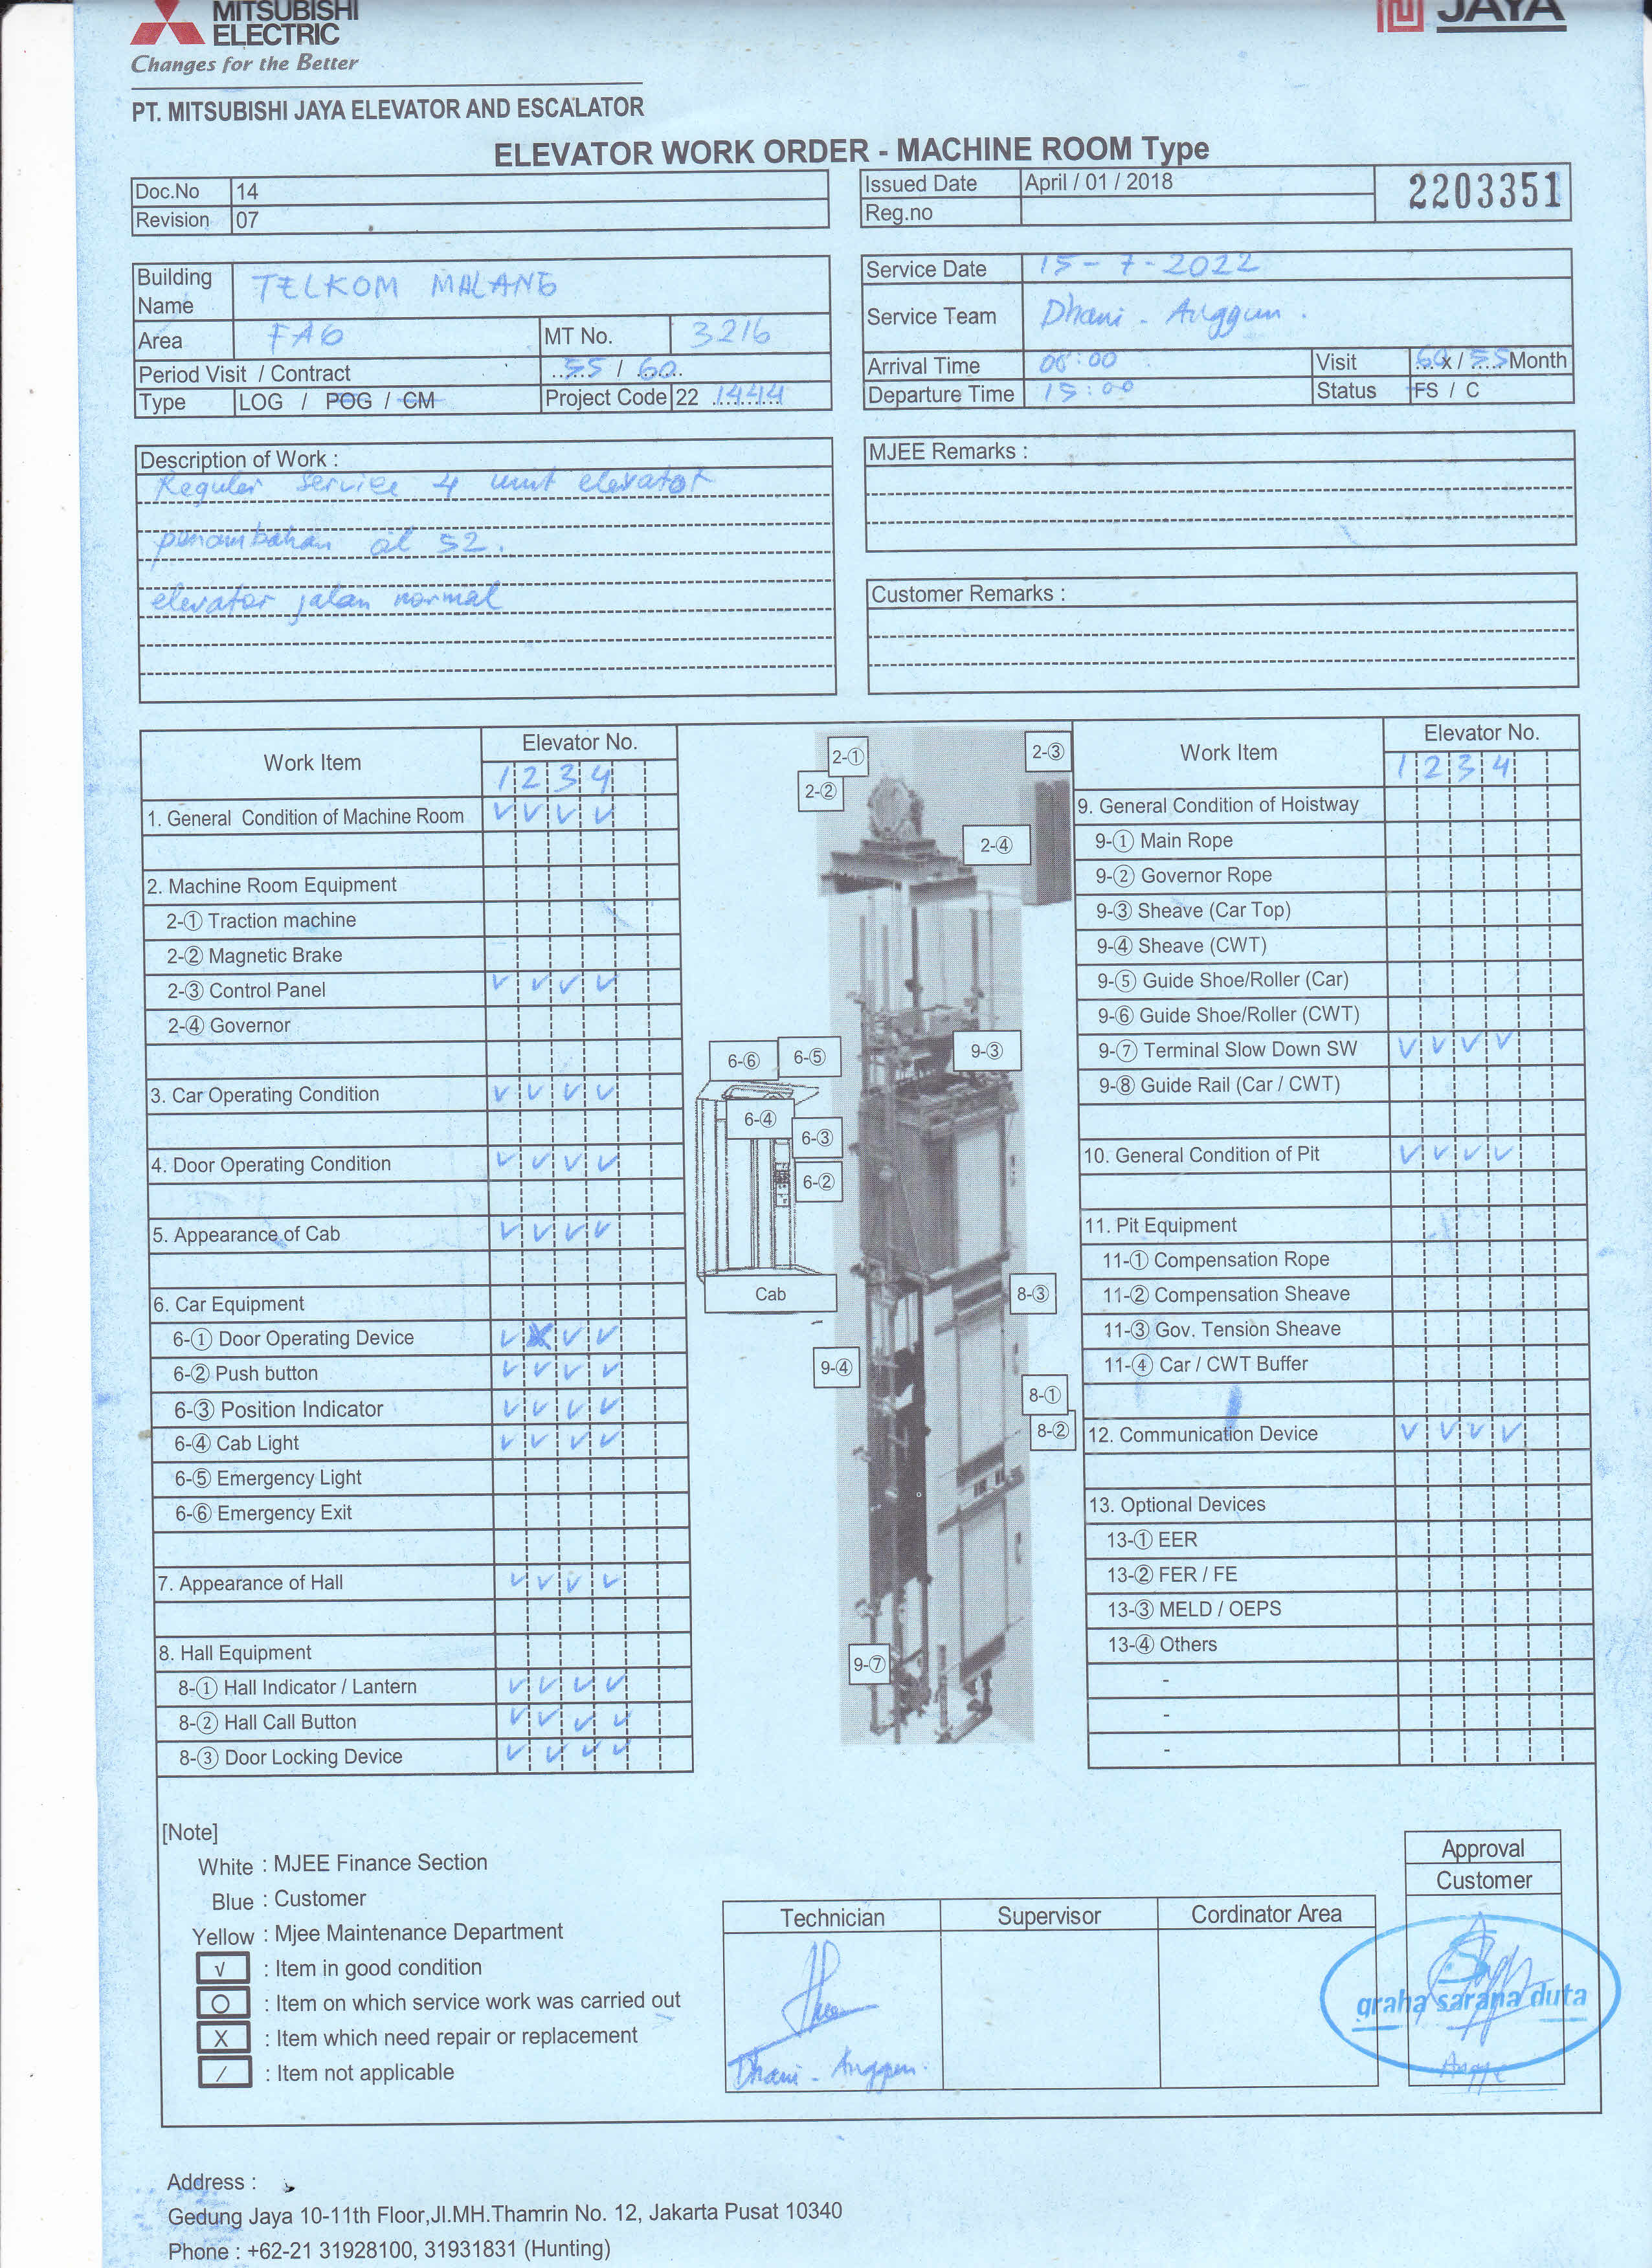 MITSUBISHI
ELECTRIC
Changes for the Better
JAYA
PT. MITSUBISHI JAYA ELEVATOR AND ESCALATOR
ELEVATOR WORK ORDER - MACHINE ROOM Type
Doc.No 14
Revision 07
Issued Date April / 01 / 2018
Reg.no
2203351
Building Name TELKOM MALANG
Area FAG MT No. 3216
Period Visit / Contract 55 / 60
Type LOG / POG / CM Project Code 22 1444
Service Date 15 - 7 - 2022
Service Team Dhani - Anggun.
Arrival Time 08:00 Visit 60 x / 55 Month
Departure Time 15:00 Status FS / C
Description of Work :
Reguler Service 4 unit elevator
penambahan ol 52.
elevator jalan normal
MJEE Remarks :
Customer Remarks :
Work Item Elevator No.
1 2 3 4
1. General Condition of Machine Room √ √ √ √
2. Machine Room Equipment
2-① Traction machine
2-② Magnetic Brake
2-③ Control Panel √ √ √ √
2-④ Governor
3. Car Operating Condition √ √ √ √
4. Door Operating Condition √ √ √ √
5. Appearance of Cab √ √ √ √
6. Car Equipment
6-① Door Operating Device √ √ √
6-② Push button √ √ √ √
6-③ Position Indicator √ √ √ √
6-④ Cab Light √ √ √ √
6-⑤ Emergency Light
6-⑥ Emergency Exit
7. Appearance of Hall √ √ √ √
8. Hall Equipment
8-① Hall Indicator / Lantern √ √ √ √
8-② Hall Call Button √ √ √ √
8-③ Door Locking Device √ √ √ √
2-①
2-②
2-③
2-④
6-⑥
6-⑤
9-③
6-④
6-③
6-②
Cab
8-③
9-④
8-①
8-②
9-⑦
Work Item Elevator No.
1 2 3 4
9. General Condition of Hoistway
9-① Main Rope
9-② Governor Rope
9-③ Sheave (Car Top)
9-④ Sheave (CWT)
9-⑤ Guide Shoe/Roller (Car)
9-⑥ Guide Shoe/Roller (CWT)
9-⑦ Terminal Slow Down SW √ √ √ √
9-⑧ Guide Rail (Car / CWT)
10. General Condition of Pit √ √ √ √
11. Pit Equipment
11-① Compensation Rope
11-② Compensation Sheave
11-③ Gov. Tension Sheave
11-④ Car / CWT Buffer
12. Communication Device √ √ √ √
13. Optional Devices
13-① EER
13-② FER / FE
13-③ MELD / OEPS
13-④ Others
-
-
-
[Note]
White : MJEE Finance Section
Blue : Customer
Yellow : Mjee Maintenance Department
√ : Item in good condition
O : Item on which service work was carried out
X : Item which need repair or replacement
/ : Item not applicable
Technician Supervisor Cordinator Area
Dhani - Anggun.
Approval
Customer
graha sarana duta
Address :
Gedung Jaya 10-11th Floor,Jl.MH.Thamrin No. 12, Jakarta Pusat 10340
Phone : +62-21 31928100, 31931831 (Hunting)